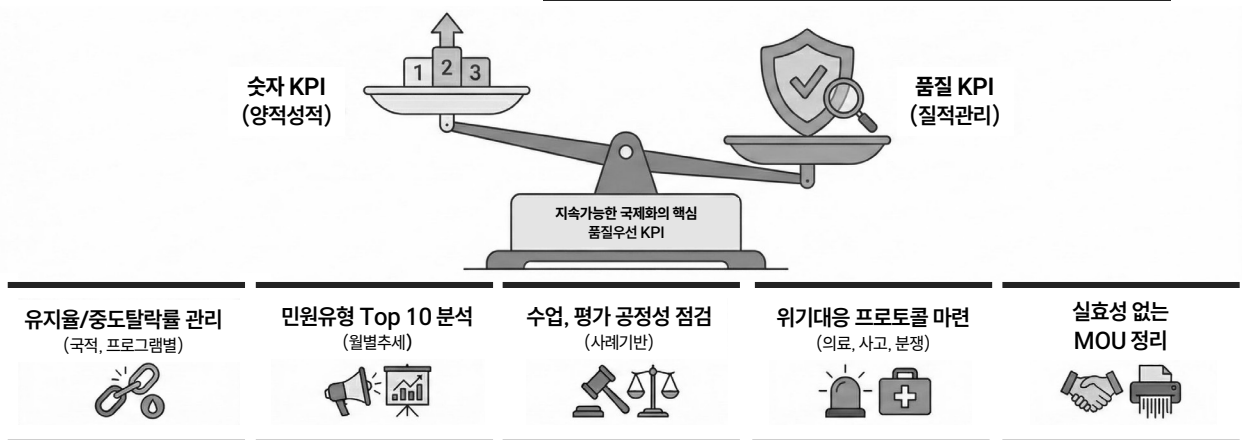 숫자 KPI
(양적성적)
1 2 3
품질 KPI
(질적관리)
지속가능한 국제화의 핵심
품질우선 KPI
유지율/중도탈락률 관리
(국적, 프로그램별)
민원유형 Top 10 분석
(월별추세)
수업, 평가 공정성 점검
(사례기반)
위기대응 프로토콜 마련
(의료, 사고, 분쟁)
실효성 없는
MOU 정리